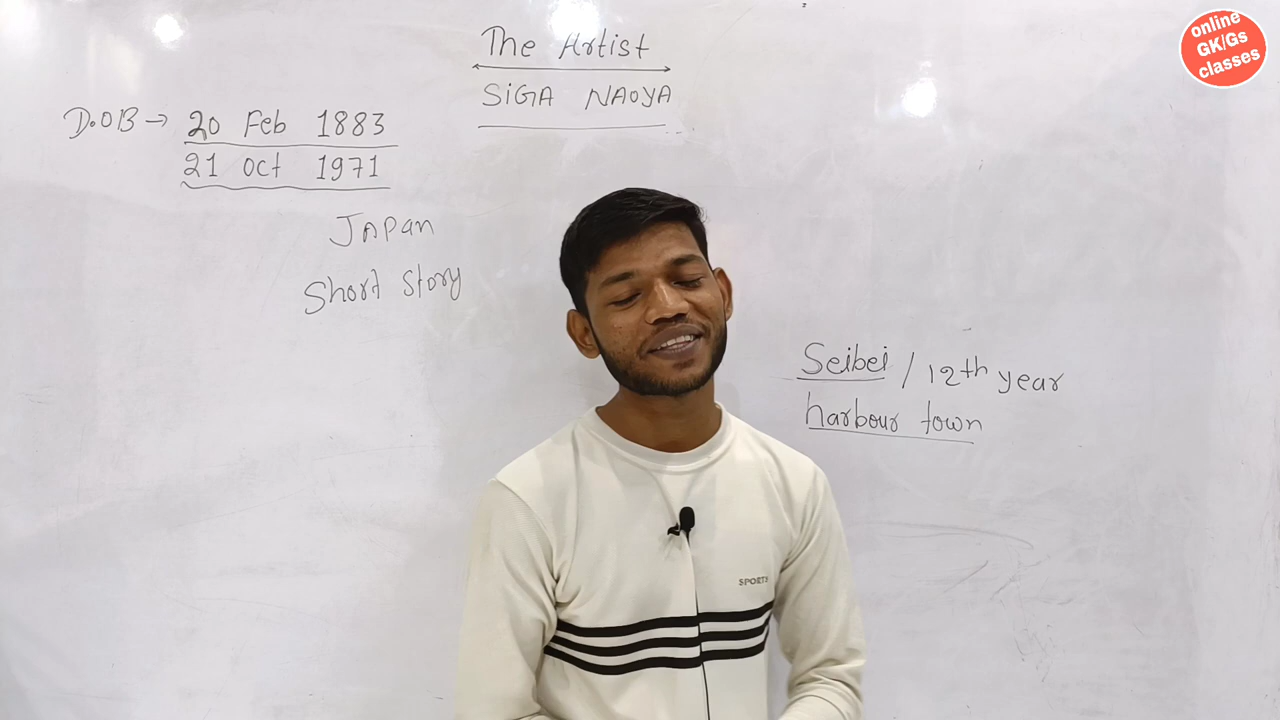 The Artist
SIGA NAOYA
D.OB → 20 Feb 1883
21 Oct 1971
JAPan
Short Story
Seibei / 12th year
harbour town
online
GK/Gs
classes
SPORTS